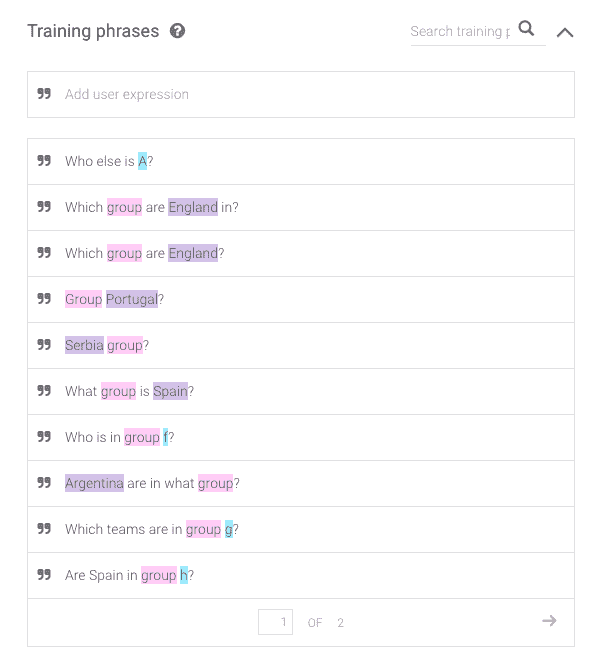 Training phrases
Search training
Add user expression
Who else is A?
Which group are England in?
Which group are England?
Group Portugal?
Serbia group?
What group is Spain?
Who is in group f?
Argentina are in what group?
Which teams are in group g?
Are Spain in group h?
1 OF 2